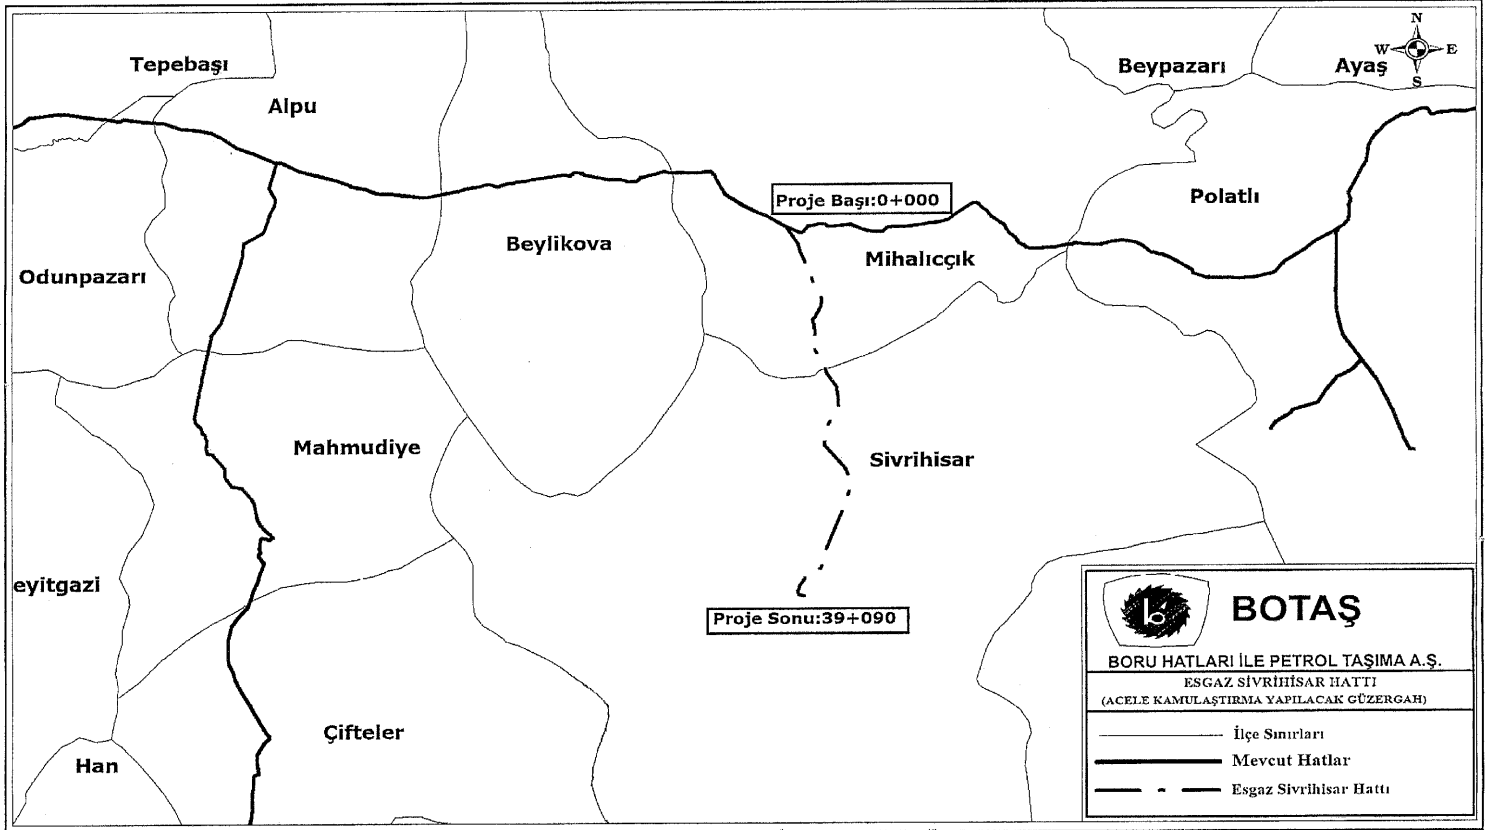 N
Tepebaşı
W
E
Beypazarı
Ayaş
S
Alpu
Proje Başı:0+000
Polatlı
Beylikova
Mihalıcçık
Odunpazarı
Mahmudiye
Sivrihisar
eyitgazi
Proje Sonu:39+090
Çifteler
Han
BOTAŞ
BORU HATLARI İLE PETROL TAŞIMA A.Ş.
ESGAZ SİVRİHİSAR HATTI
(ACELE KAMULAŞTIRMA YAPILACAK GÜZERGAH)
İlçe Sınırları
Mevcut Hatlar
Esgaz Sivrihisar Hattı